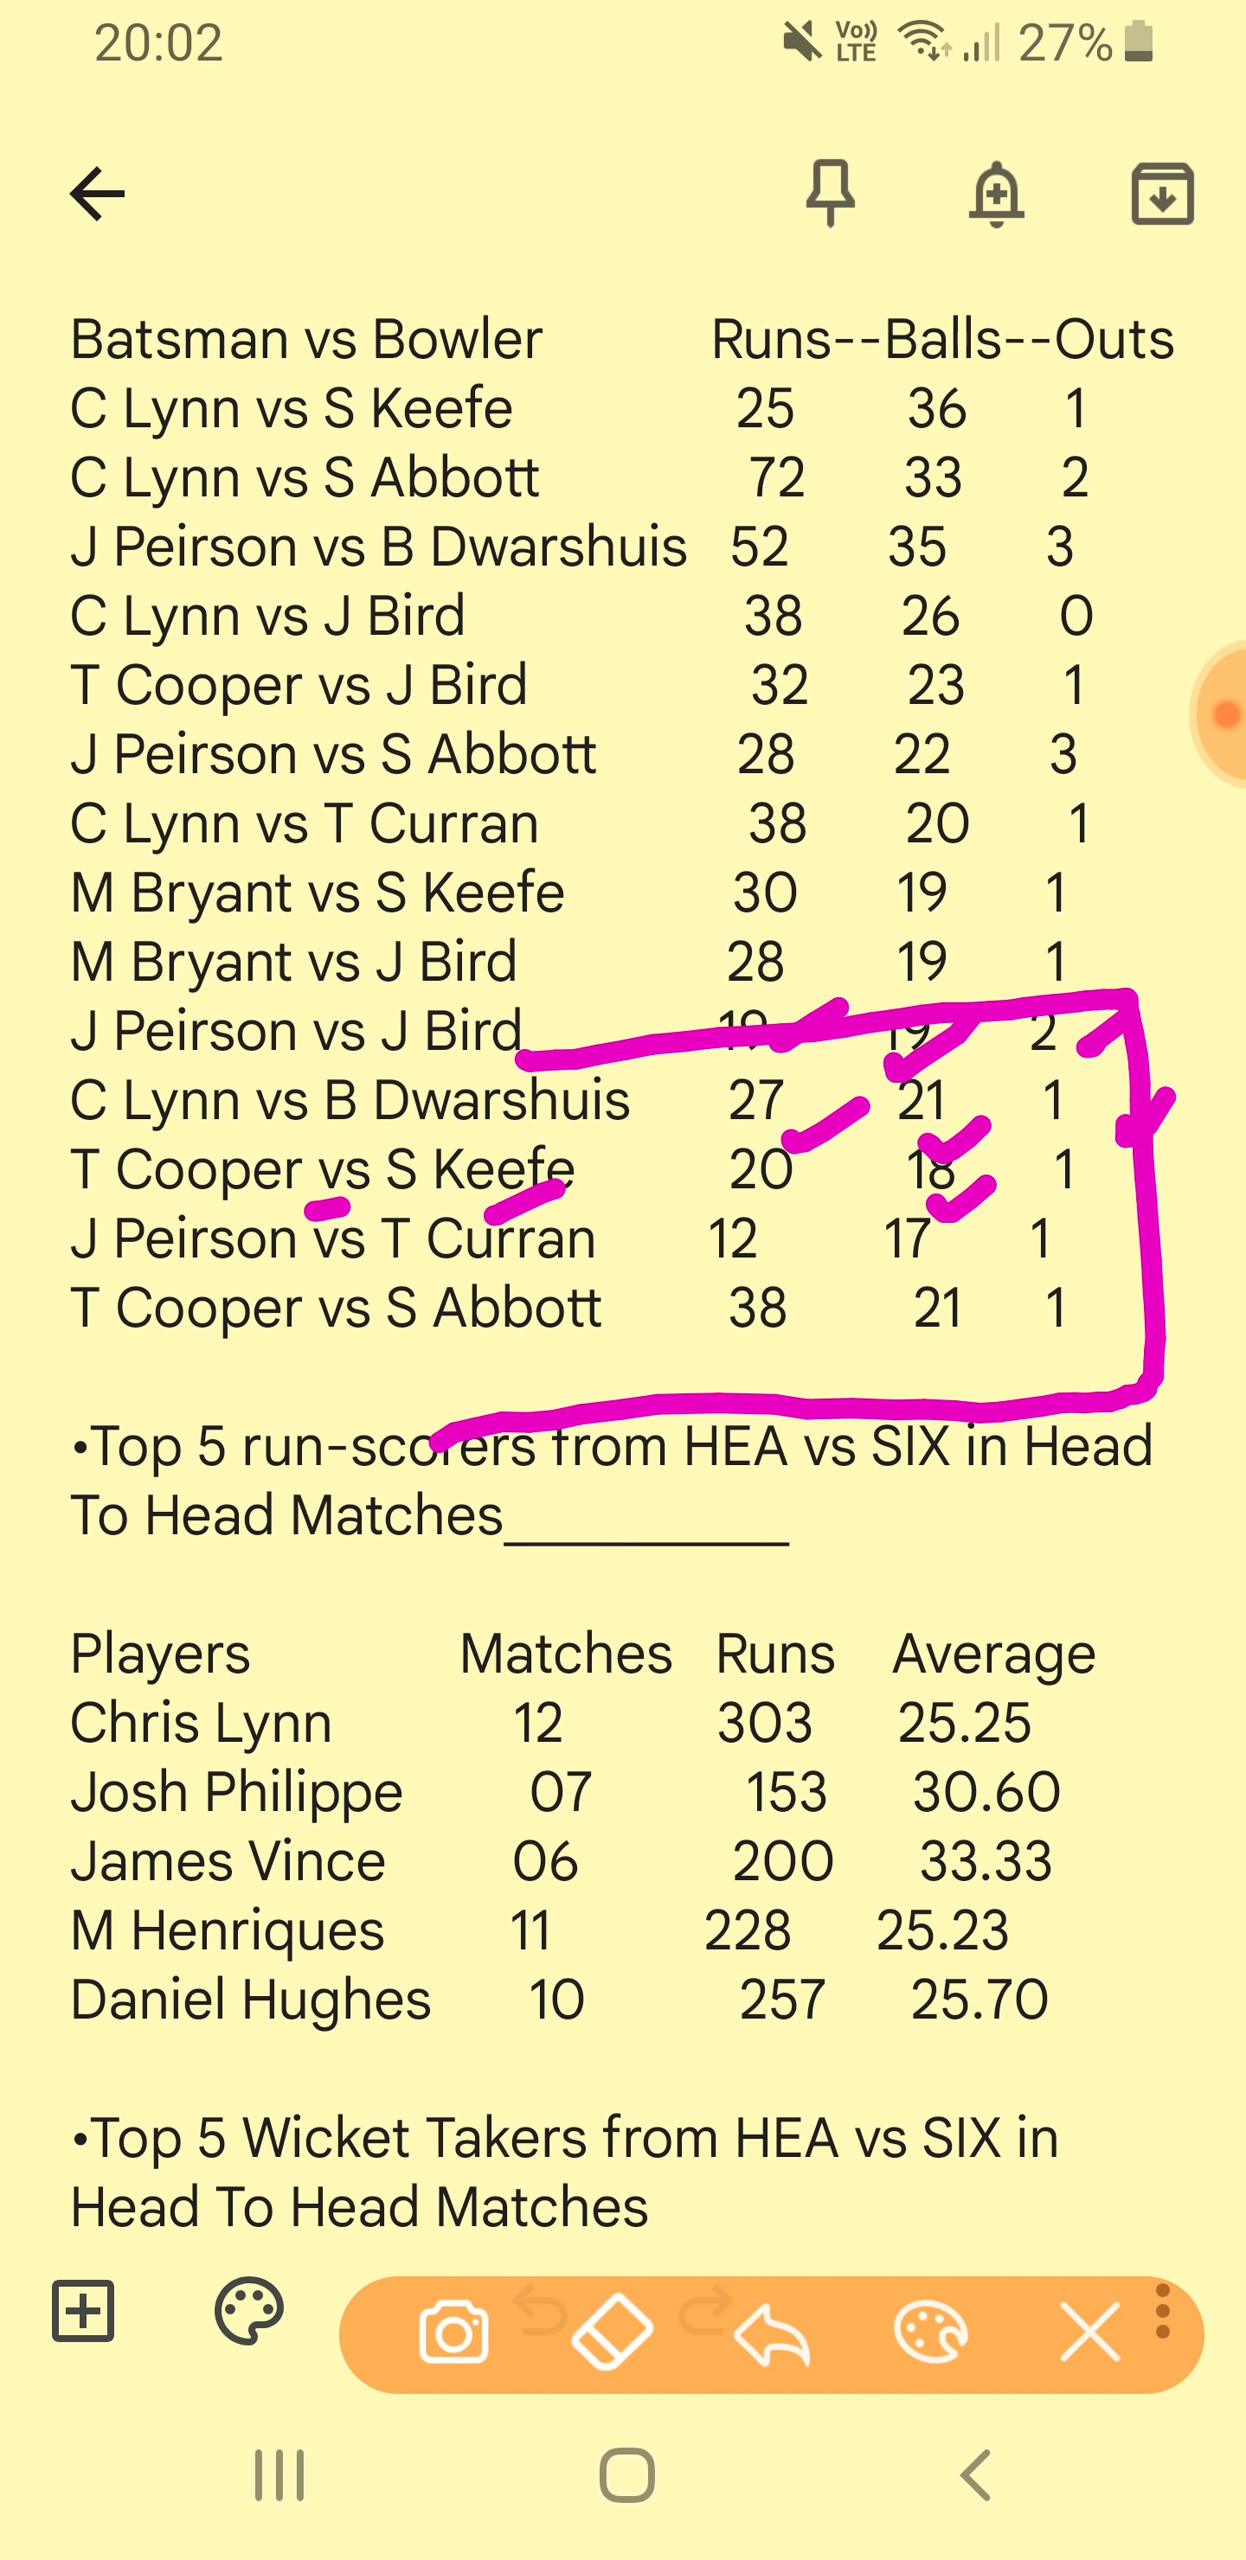 20:02 Vo)) LTE 27%
Batsman vs Bowler Runs--Balls--Outs
C Lynn vs S Keefe 25 36 1
C Lynn vs S Abbott 72 33 2
J Peirson vs B Dwarshuis 52 35 3
C Lynn vs J Bird 38 26 0
T Cooper vs J Bird 32 23 1
J Peirson vs S Abbott 28 22 3
C Lynn vs T Curran 38 20 1
M Bryant vs S Keefe 30 19 1
M Bryant vs J Bird 28 19 1
J Peirson vs J Bird 19 19 2
C Lynn vs B Dwarshuis 27 21 1
T Cooper vs S Keefe 20 18 1
J Peirson vs T Curran 12 17 1
T Cooper vs S Abbott 38 21 1
•Top 5 run-scorers from HEA vs SIX in Head
To Head Matches__________
Players Matches Runs Average
Chris Lynn 12 303 25.25
Josh Philippe 07 153 30.60
James Vince 06 200 33.33
M Henriques 11 228 25.23
Daniel Hughes 10 257 25.70
•Top 5 Wicket Takers from HEA vs SIX in
Head To Head Matches